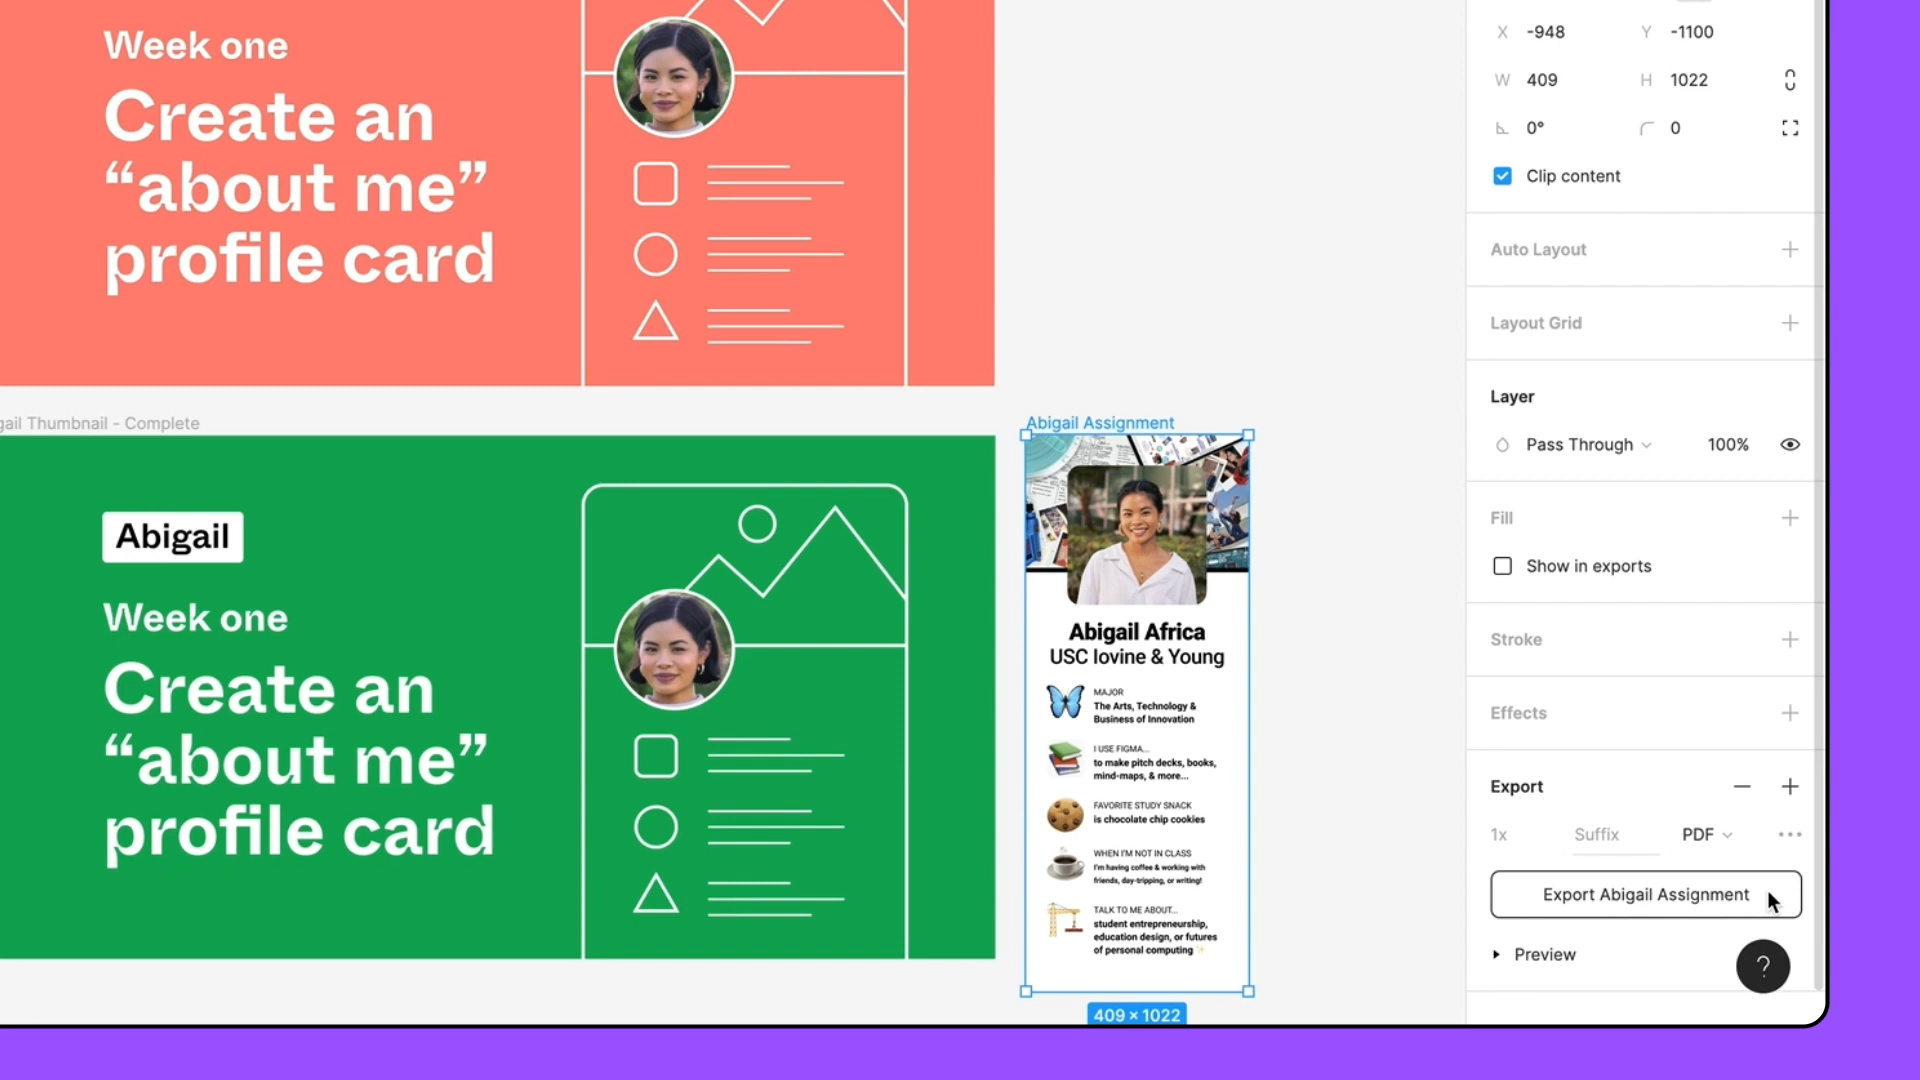 Week one
Create an
“about me”
profile card
gail Thumbnail - Complete
Abigail
Week one
Create an
“about me”
profile card
Abigail Assignment
Abigail Africa
USC Iovine & Young
MAJOR
The Arts, Technology &
Business of Innovation
I USE FIGMA...
to make pitch decks, books,
mind-maps, & more...
FAVORITE STUDY SNACK
is chocolate chip cookies
WHEN I'M NOT IN CLASS
I'm having coffee & working with
friends, day-tripping, or writing!
TALK TO ME ABOUT...
student entrepreneurship,
education design, or futures
of personal computing ✨
409 × 1022
X -948 Y -1100
W 409 H 1022
0° 0
Clip content
Auto Layout
Layout Grid
Layer
Pass Through 100%
Fill
Show in exports
Stroke
Effects
Export
1x Suffix PDF
Export Abigail Assignment
Preview
?